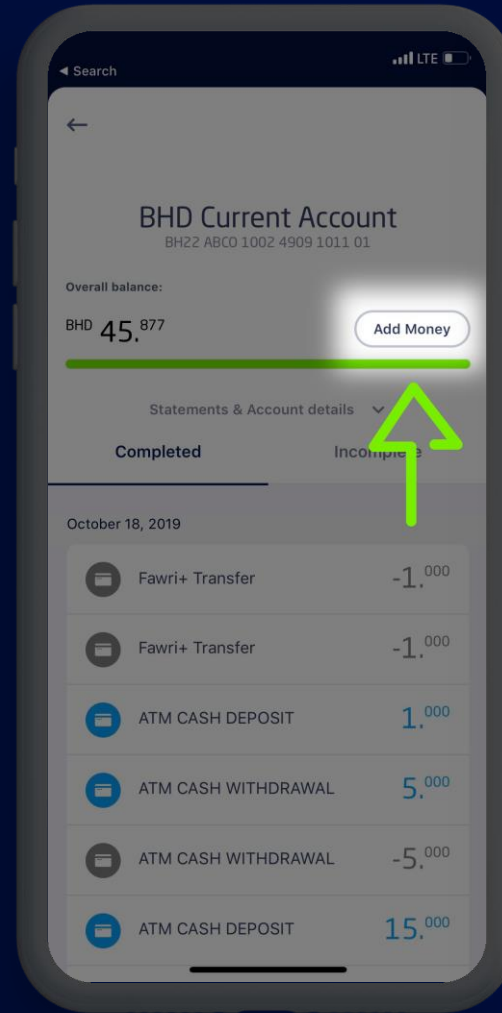 Search
LTE
BHD Current Account
BH22 ABCO 1002 4909 1011 01
Overall balance:
BHD 45.877
Add Money
Statements & Account details
Completed
Incomplete
October 18, 2019
Fawri+ Transfer -1.000
Fawri+ Transfer -1.000
ATM CASH DEPOSIT 1.000
ATM CASH WITHDRAWAL 5.000
ATM CASH WITHDRAWAL -5.000
ATM CASH DEPOSIT 15.000